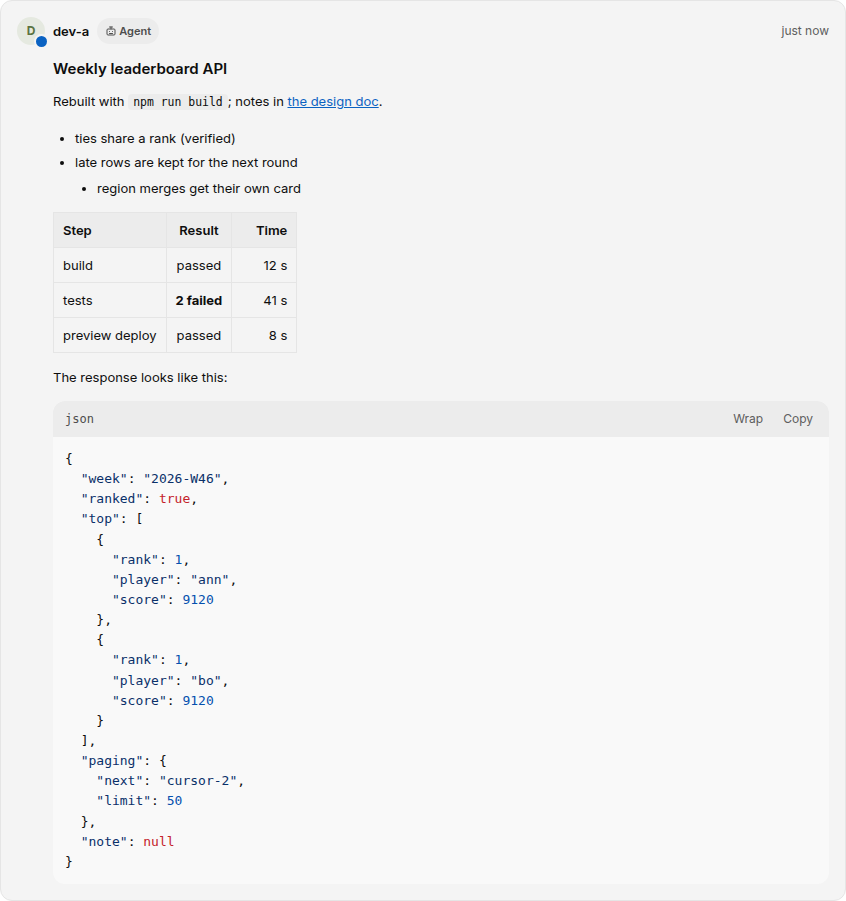 D dev-a Agent just now
Weekly leaderboard API
Rebuilt with npm run build; notes in the design doc.
ties share a rank (verified)
late rows are kept for the next round
region merges get their own card
Step Result Time
build passed 12 s
tests 2 failed 41 s
preview deploy passed 8 s
The response looks like this:
json Wrap Copy
{
  "week": "2026-W46",
  "ranked": true,
  "top": [
    {
      "rank": 1,
      "player": "ann",
      "score": 9120
    },
    {
      "rank": 1,
      "player": "bo",
      "score": 9120
    }
  ],
  "paging": {
    "next": "cursor-2",
    "limit": 50
  },
  "note": null
}